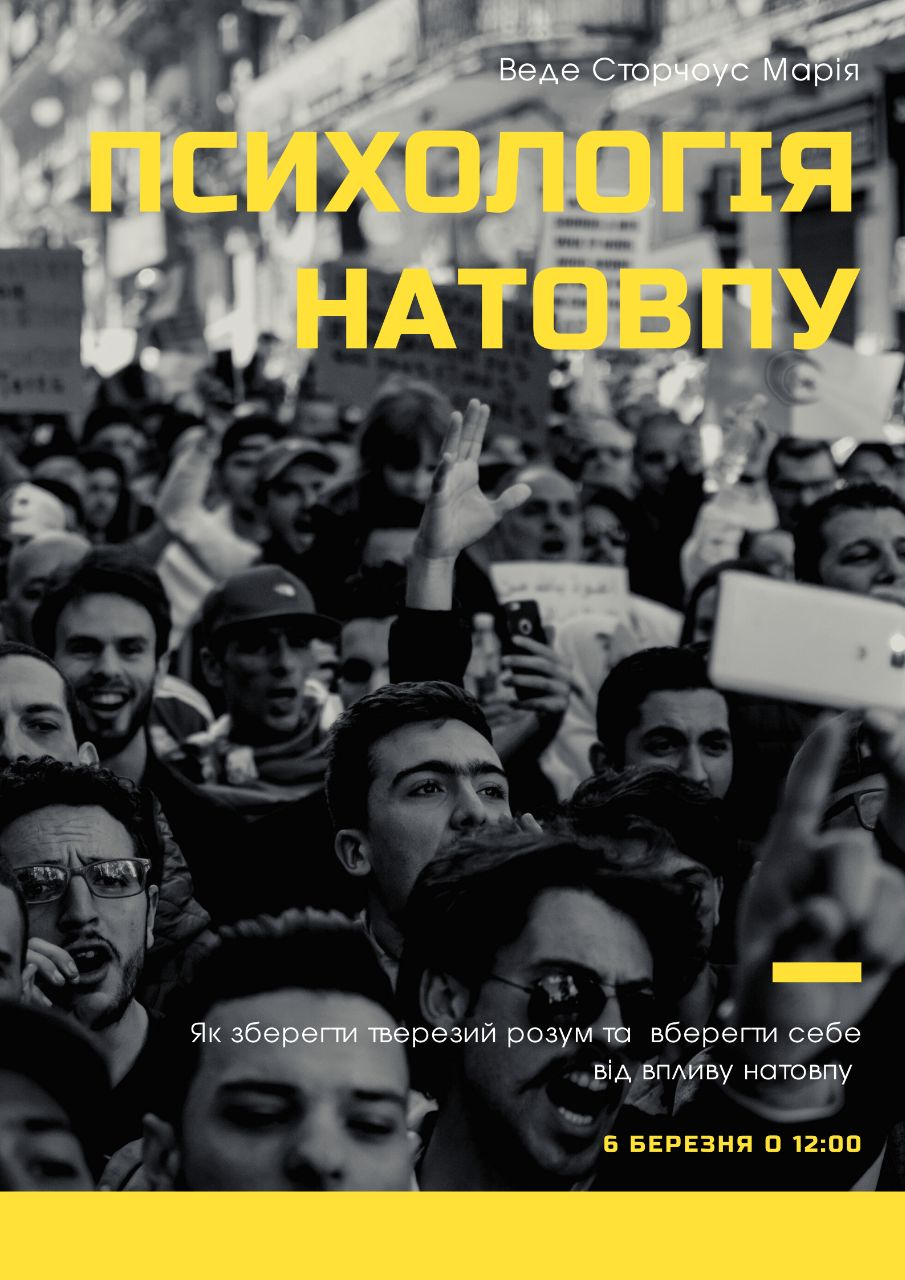 Веде Сторчоус Марія
ПСИХОЛОГІЯ
НАТОВПУ
Як зберегти тверезий розум та вберегти себе
від впливу натовпу
6 БЕРЕЗНЯ О 12:00